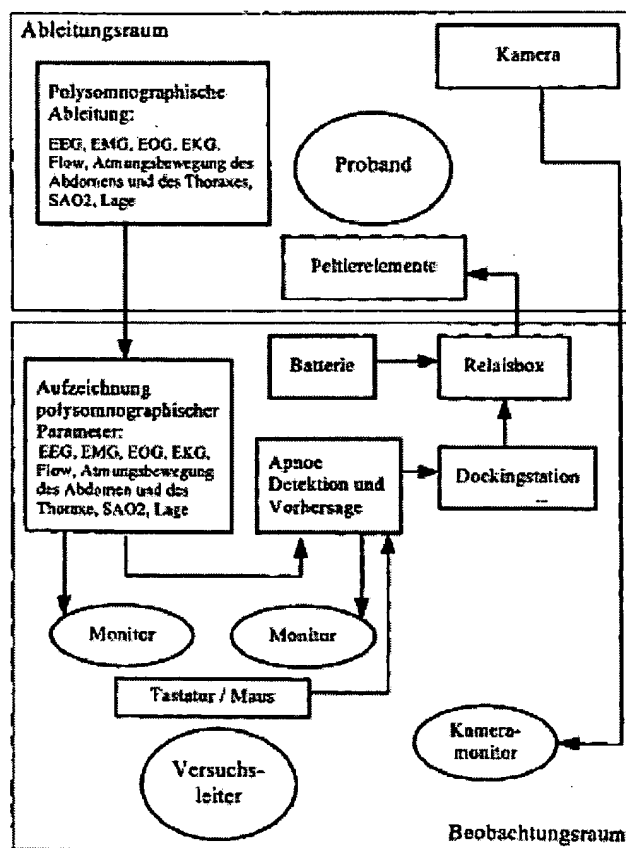 Ableitungsraum
Kamera
Polysomnographische
Ableitung:
EEG, EMG, EOG, EKG,
Flow, Atmungsbewegung des
Abdomens und des Thoraxes,
SAO2, Lage
Proband
Peltierelemente
Batterie
Relaisbox
Aufzeichnung
polysomnographischer
Parameter:
EEG, EMG, EOG, EKG,
Flow, Atmungsbewegung
des Abdomen und des
Thoraxe, SAO2, Lage
Apnoe
Detektion und
Vorhersage
Dockingstation
Monitor
Monitor
Tastatur / Maus
Kamera-
monitor
Versuchs-
leiter
Beobachtungsraum